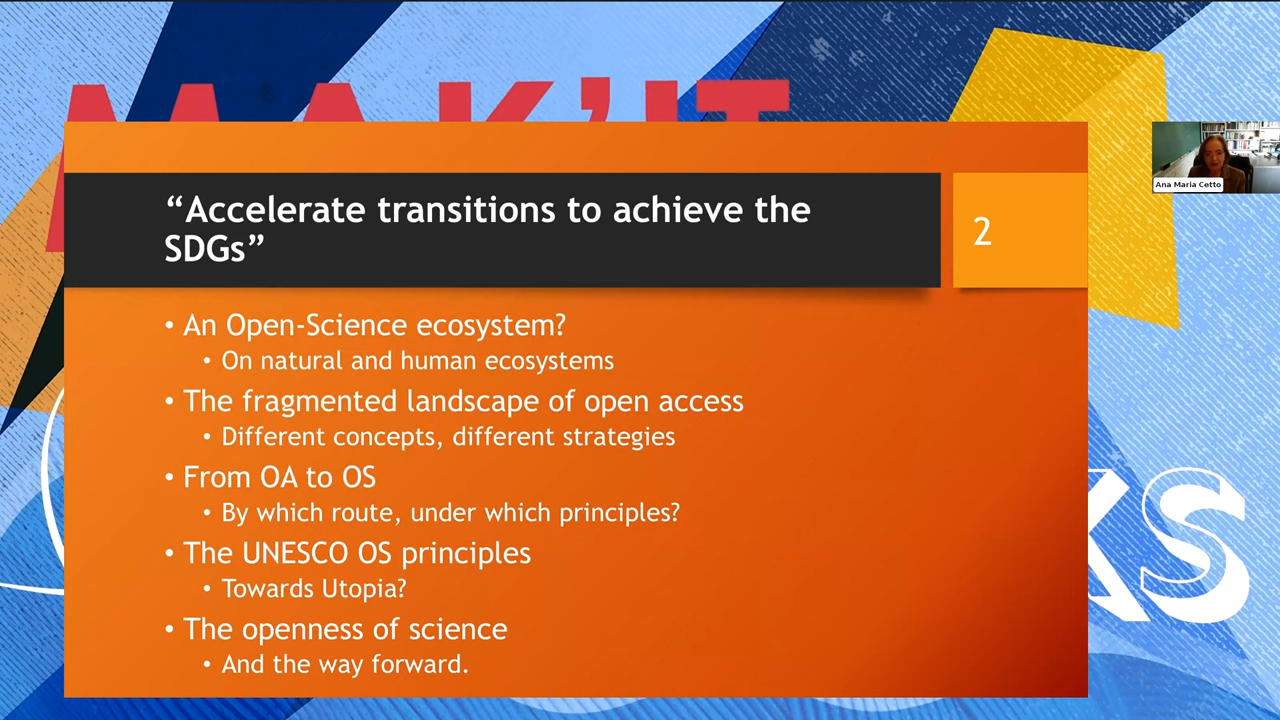 MAK'IT
“Accelerate transitions to achieve the
SDGs”
2
Ana Maria Cetto
• An Open-Science ecosystem?
• On natural and human ecosystems
• The fragmented landscape of open access
• Different concepts, different strategies
• From OA to OS
• By which route, under which principles?
• The UNESCO OS principles
• Towards Utopia?
• The openness of science
• And the way forward.